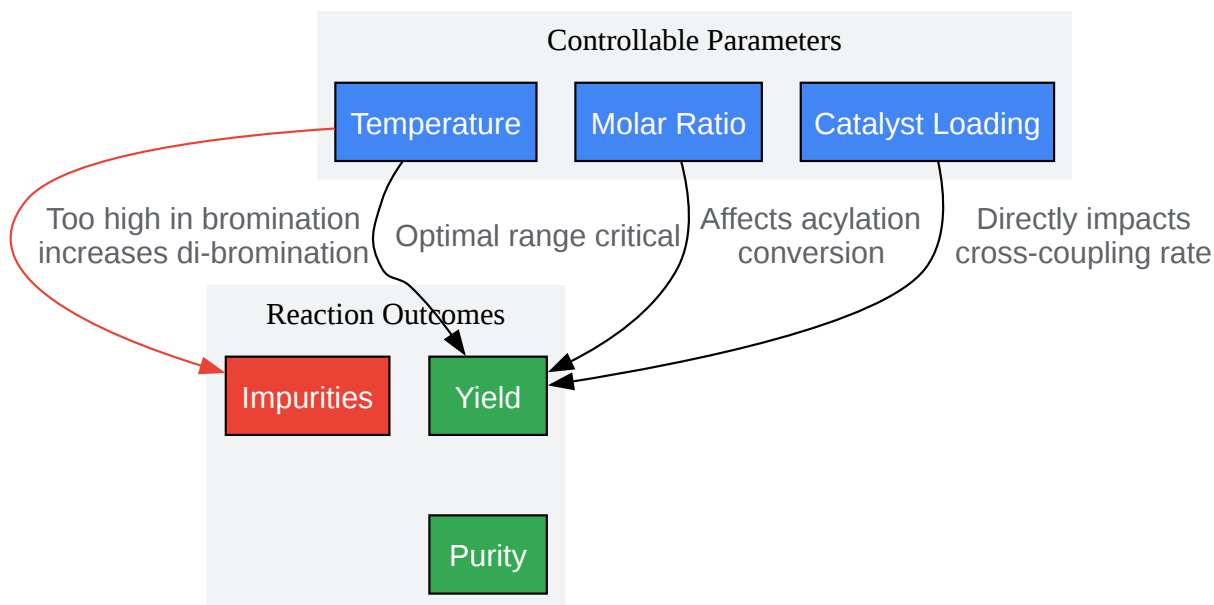 Controllable Parameters
Temperature
Molar Ratio
Catalyst Loading
Too high in bromination
increases di-bromination
Optimal range critical
Affects acylation
conversion
Directly impacts
cross-coupling rate
Reaction Outcomes
Impurities
Yield
Purity